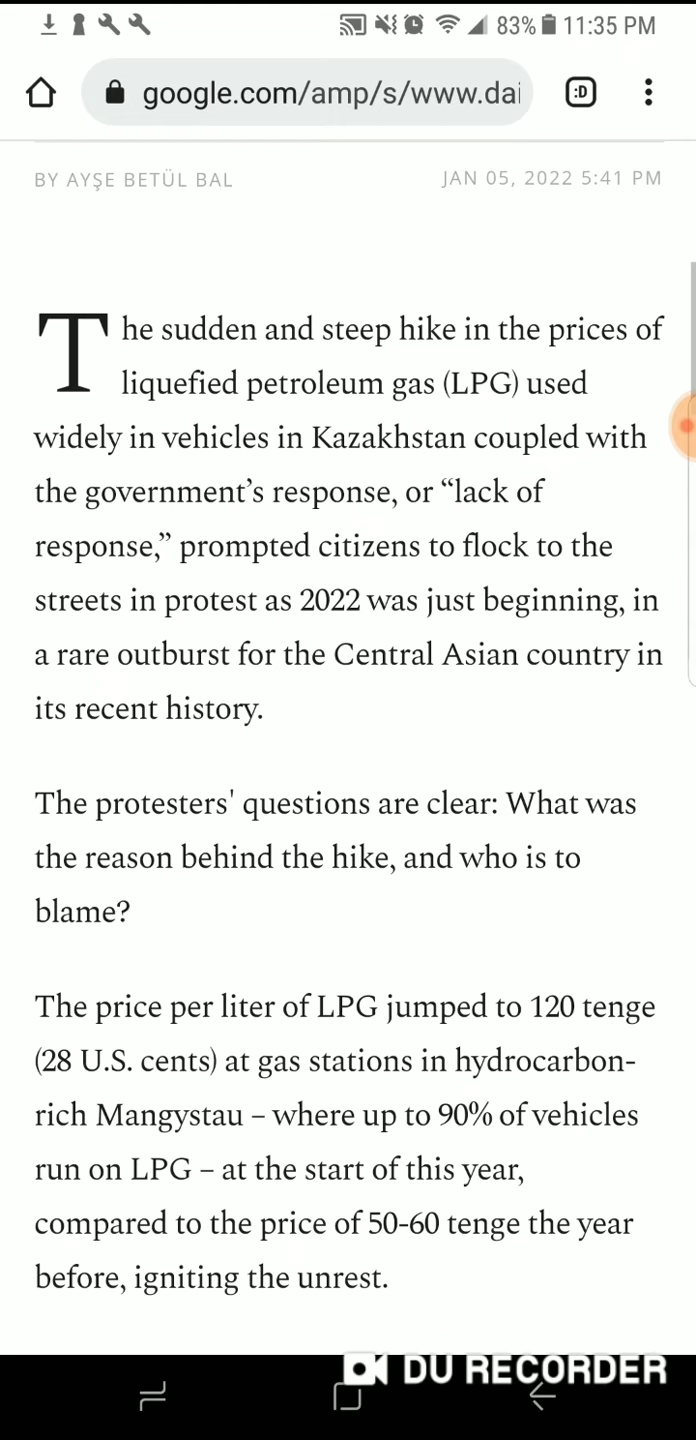 83% 11:35 PM
google.com/amp/s/www.dai
:D
BY AYŞE BETÜL BAL JAN 05, 2022 5:41 PM
The sudden and steep hike in the prices of
liquefied petroleum gas (LPG) used
widely in vehicles in Kazakhstan coupled with
the government’s response, or “lack of
response,” prompted citizens to flock to the
streets in protest as 2022 was just beginning, in
a rare outburst for the Central Asian country in
its recent history.
The protesters' questions are clear: What was
the reason behind the hike, and who is to
blame?
The price per liter of LPG jumped to 120 tenge
(28 U.S. cents) at gas stations in hydrocarbon-
rich Mangystau – where up to 90% of vehicles
run on LPG – at the start of this year,
compared to the price of 50-60 tenge the year
before, igniting the unrest.
DU RECORDER